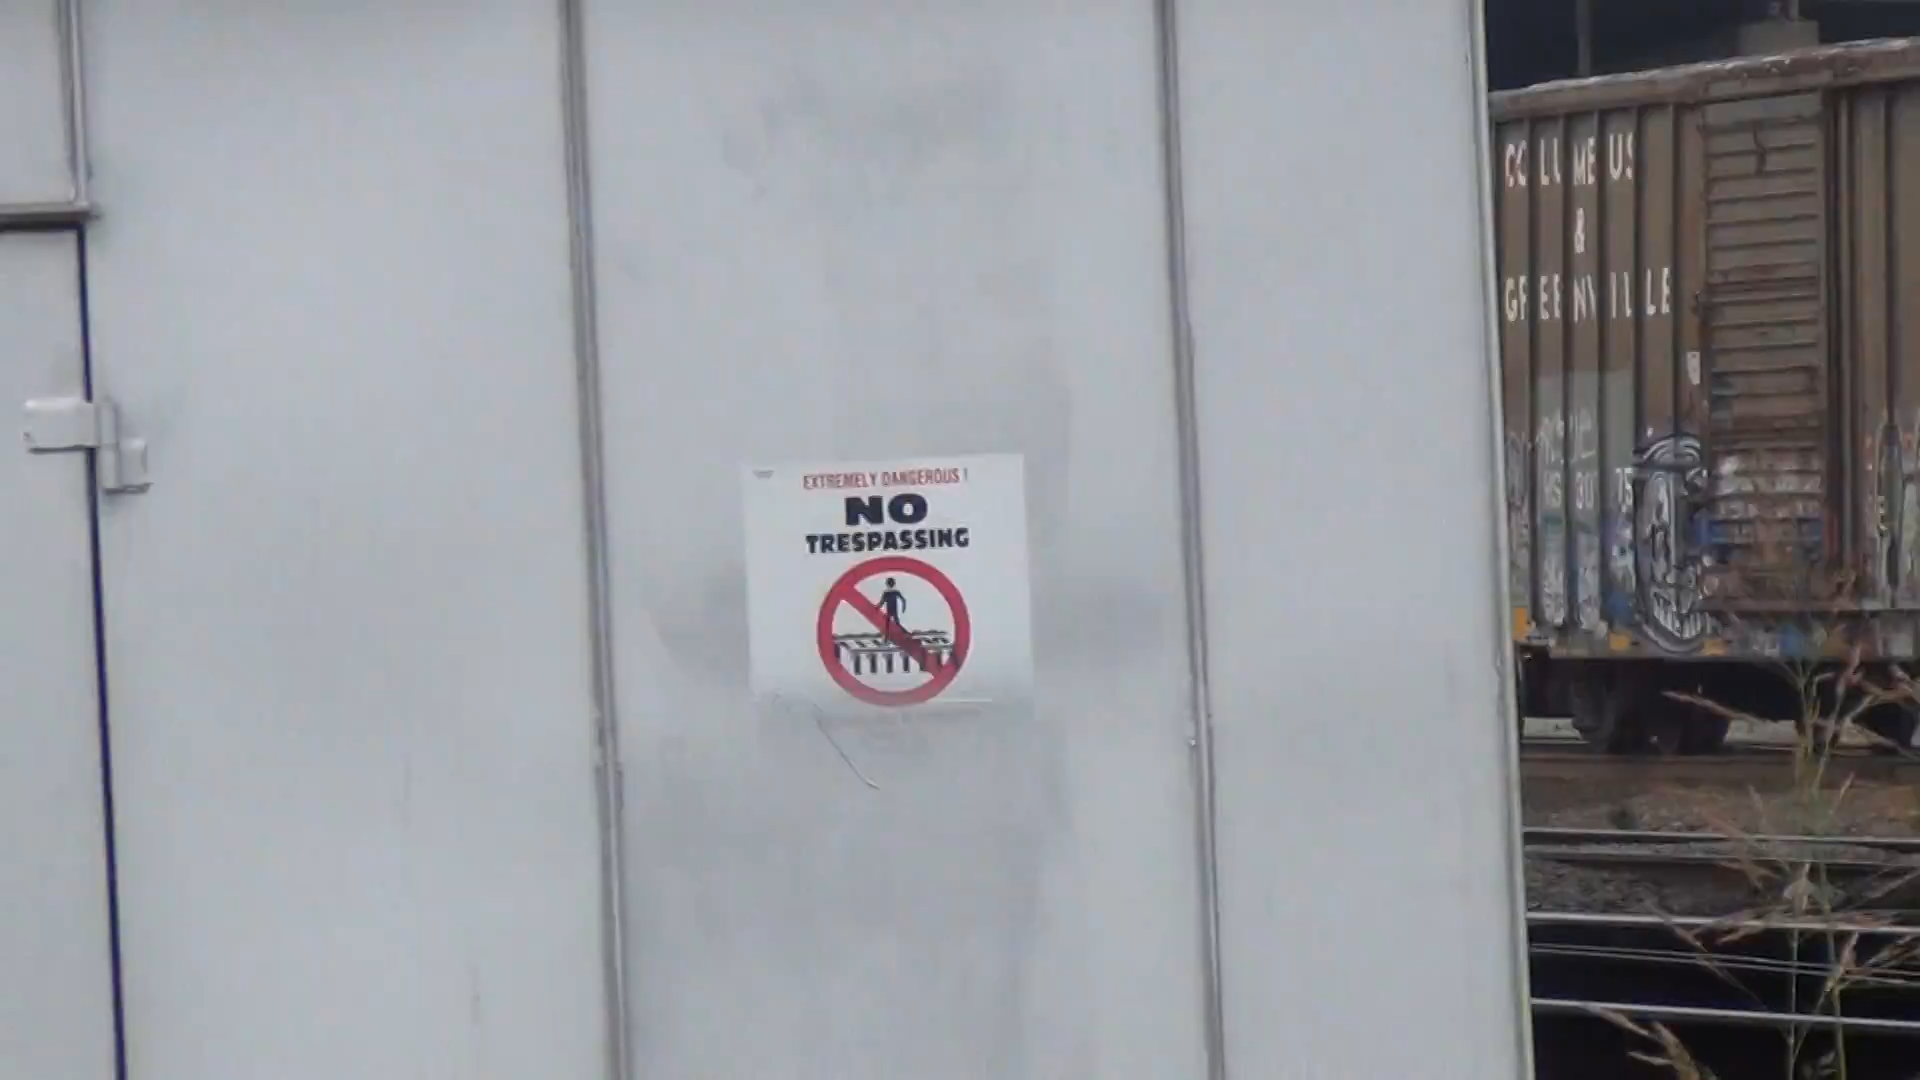 EXTREMELY DANGEROUS !
NO
TRESPASSING
COLUMBUS
&
GREENVILLE